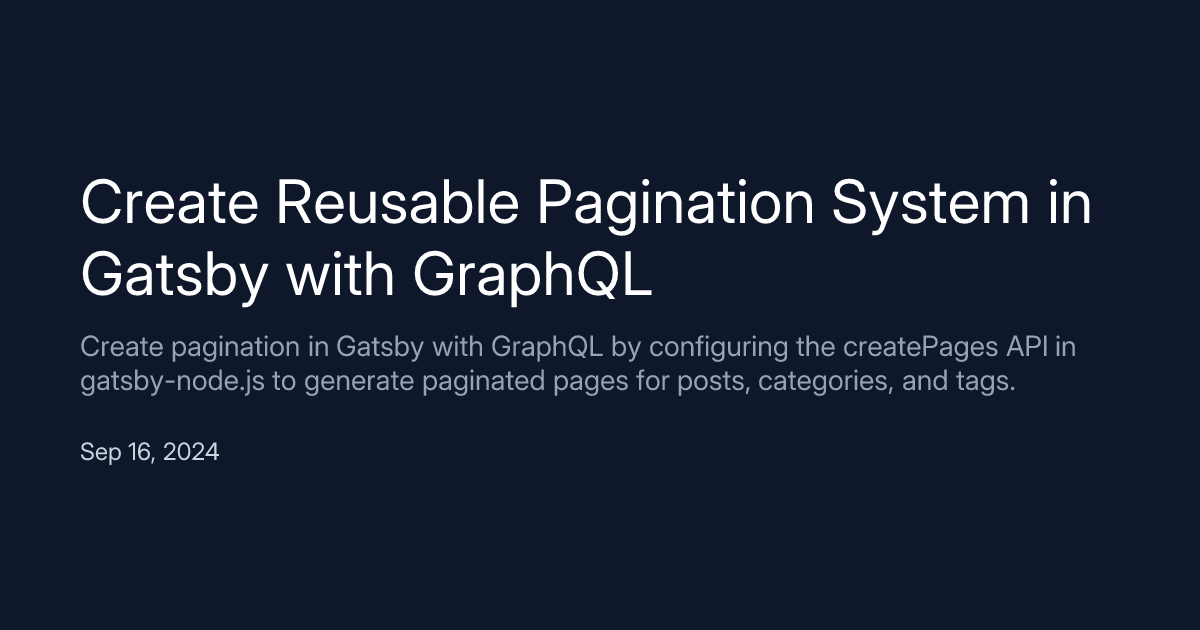 Create Reusable Pagination System in
Gatsby with GraphQL
Create pagination in Gatsby with GraphQL by configuring the createPages API in
gatsby-node.js to generate paginated pages for posts, categories, and tags.
Sep 16, 2024